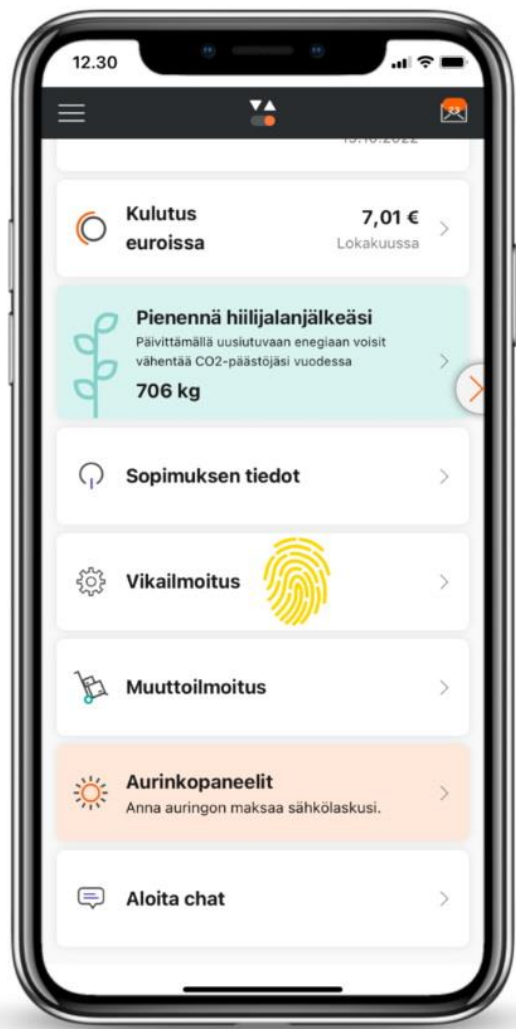 12.30
23
Kulutus
euroissa
7,01 €
Lokakuussa
Pienennä hiilijalanjälkeäsi
Päivittämällä uusiutuvaan enegiaan voisit
vähentää CO2-päästöjäsi vuodessa
706 kg
Sopimuksen tiedot
Vikailmoitus
Muuttoilmoitus
Aurinkopaneelit
Anna auringon maksaa sähkölaskusi.
Aloita chat